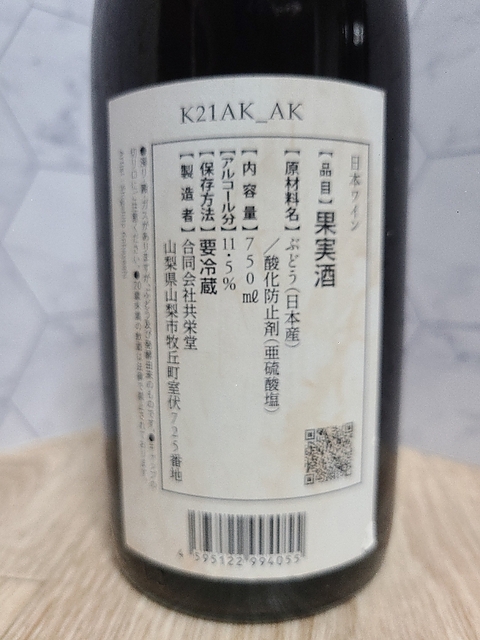 K21AK_AK
日本ワイン
【品目】果実酒
【原材料名】ぶどう(日本産)
／酸化防止剤(亜硫酸塩)
【内容量】750㎖
【アルコール分】11.5%
【保存方法】要冷蔵
【製造者】合同会社共栄堂
山梨県山梨市牧丘町室伏725番地
4 595122 994055